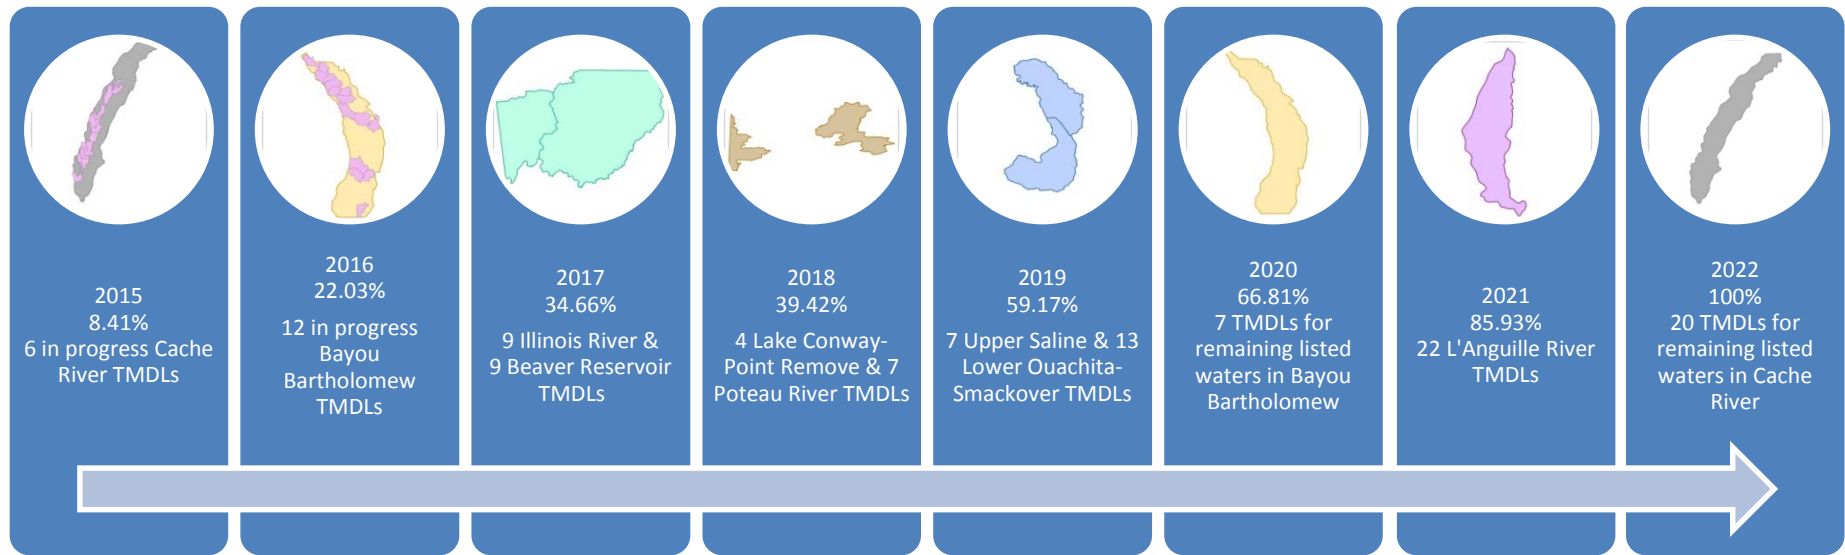 2015
8.41%
6 in progress Cache
River TMDLs
2016
22.03%
12 in progress
Bayou
Bartholomew
TMDLs
2017
34.66%
9 Illinois River &
9 Beaver Reservoir
TMDLs
2018
39.42%
4 Lake Conway-
Point Remove & 7
Poteau River TMDLs
2019
59.17%
7 Upper Saline & 13
Lower Ouachita-
Smackover TMDLs
2020
66.81%
7 TMDLs for
remaining listed
waters in Bayou
Bartholomew
2021
85.93%
22 L'Anguille River
TMDLs
2022
100%
20 TMDLs for
remaining listed
waters in Cache
River